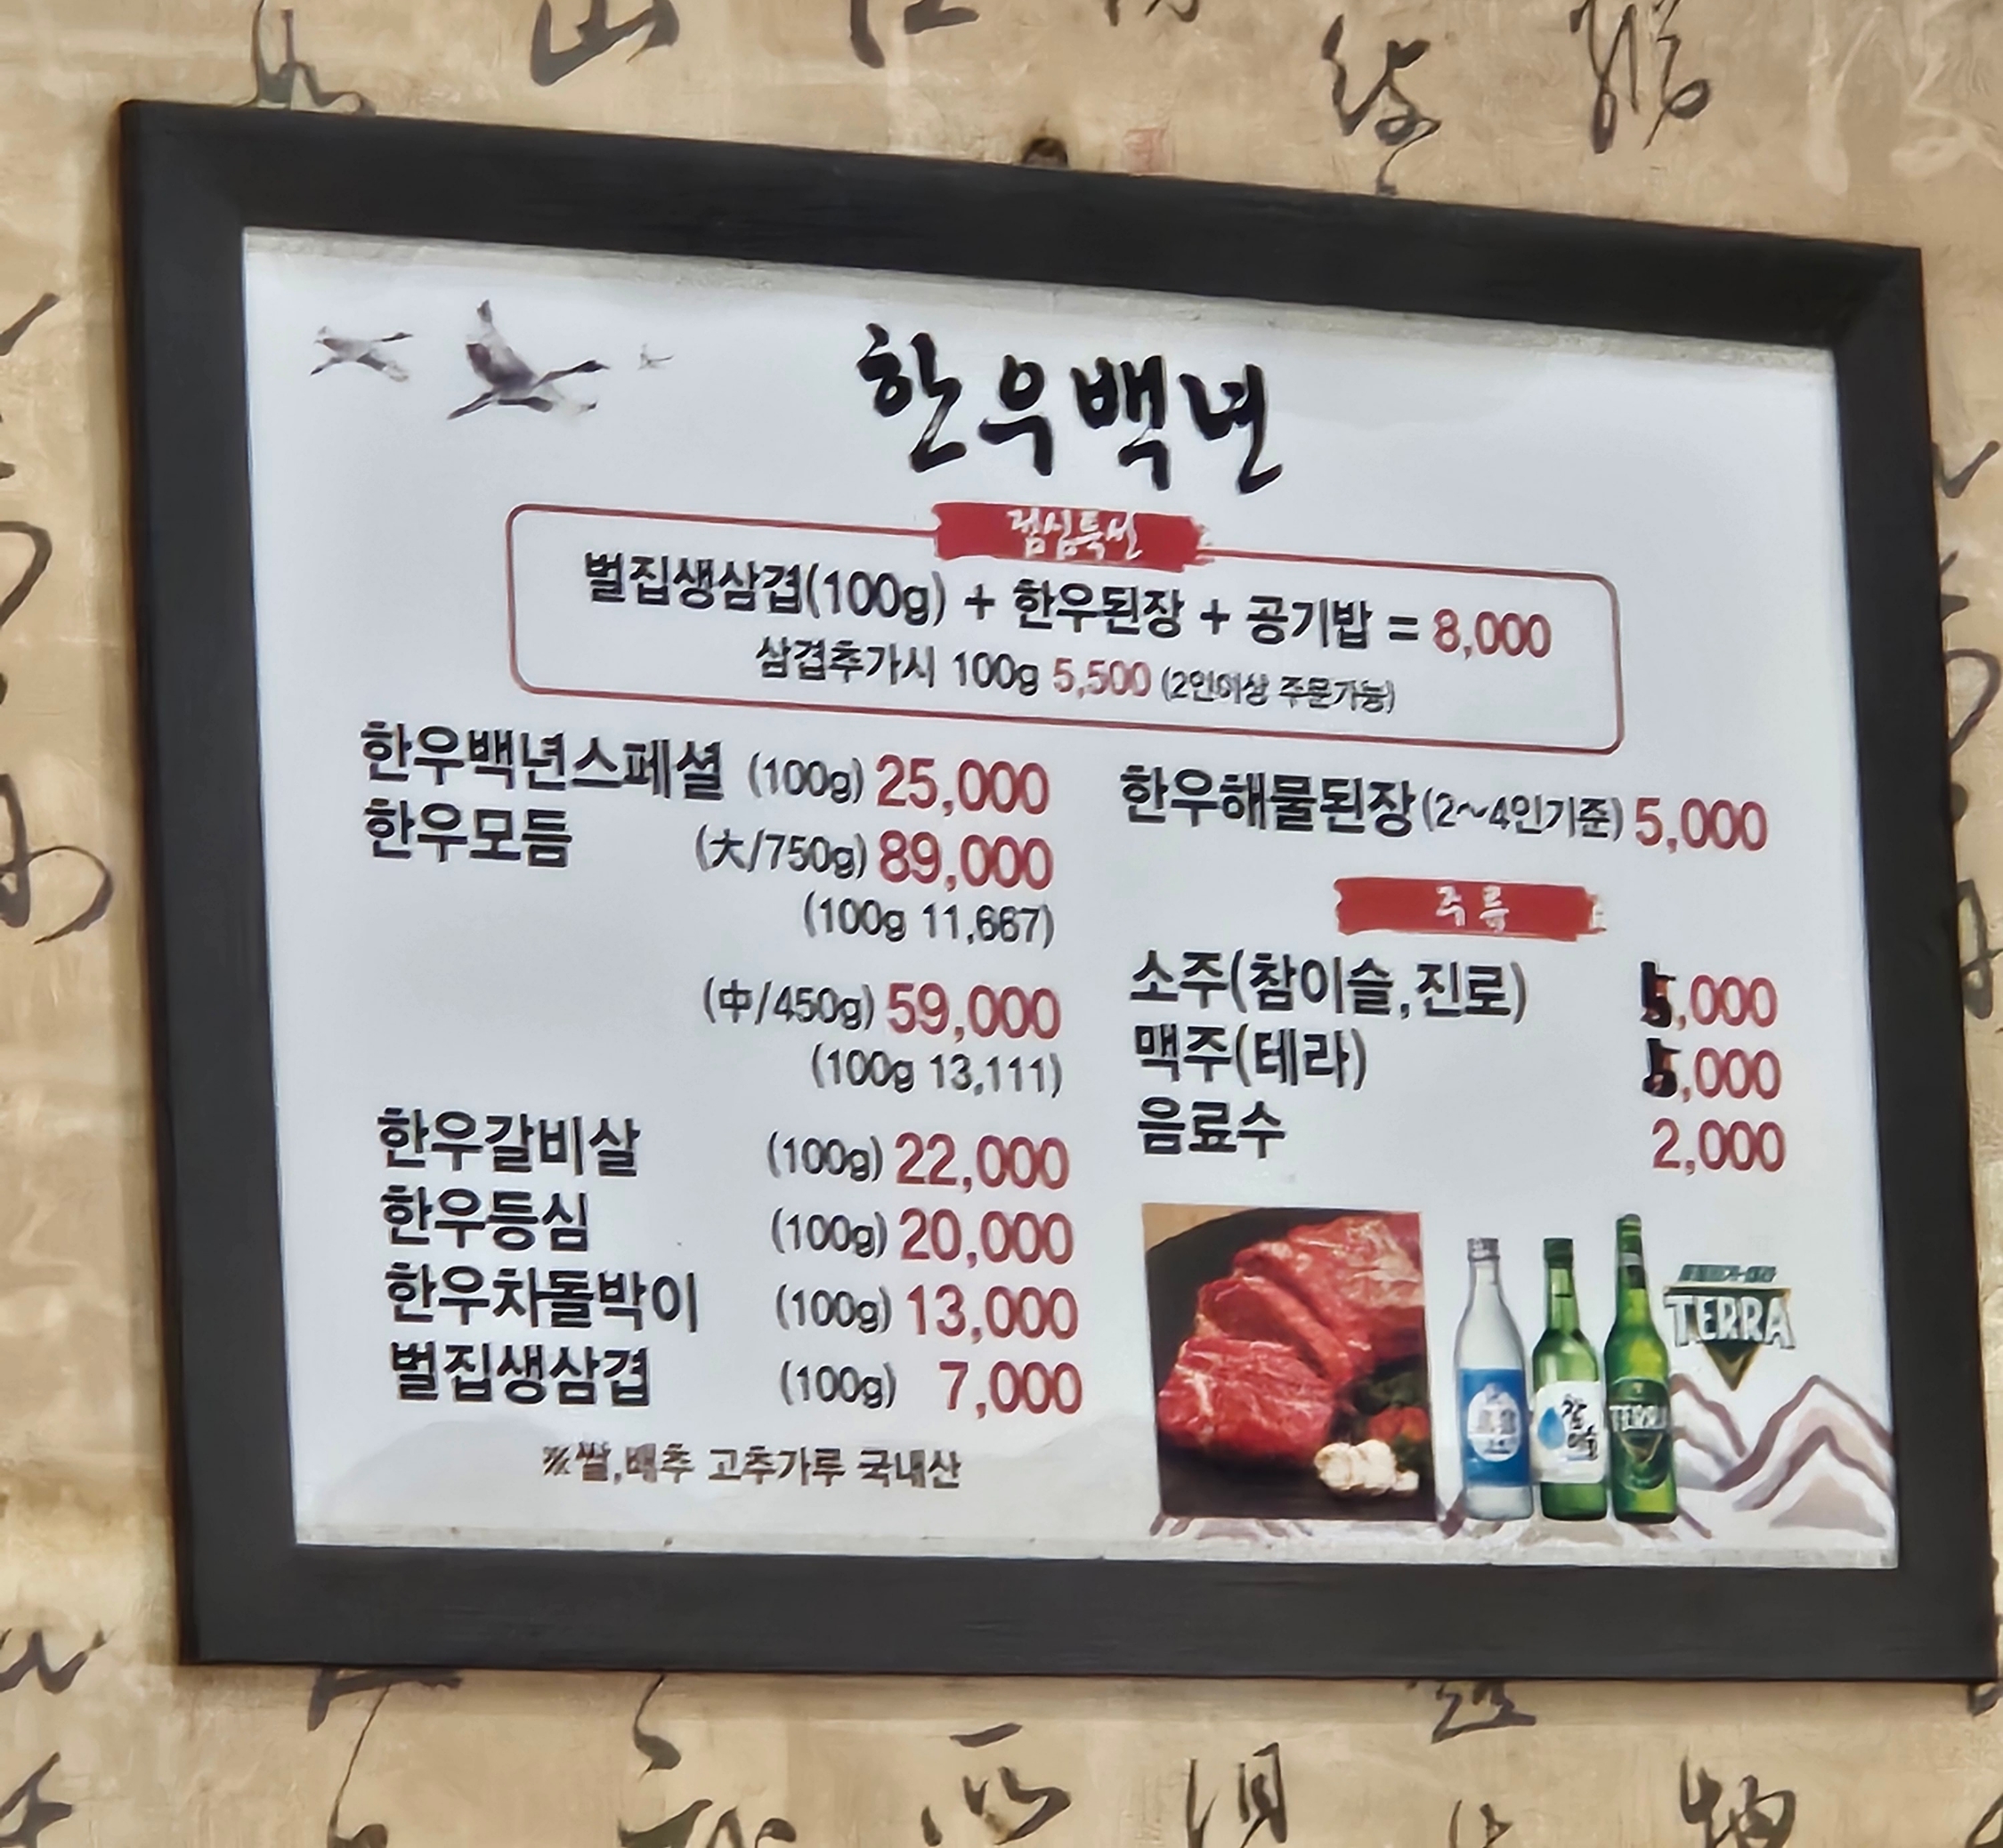 한우백년
점심특선
벌집생삼겹(100g) + 한우된장 + 공기밥 = 8,000
삼겹추가시 100g 5,500 (2인이상 주문가능)
한우백년스페셜 (100g) 25,000
한우모듬 (大/750g) 89,000
(100g 11,667)
(中/450g) 59,000
(100g 13,111)
한우갈비살 (100g) 22,000
한우등심 (100g) 20,000
한우차돌박이 (100g) 13,000
벌집생삼겹 (100g) 7,000
※쌀,배추 고추가루 국내산
한우해물된장(2~4인기준) 5,000
주류
소주(참이슬,진로) 5,000
맥주(테라) 5,000
음료수 2,000
TERRA
참이슬
TERRA